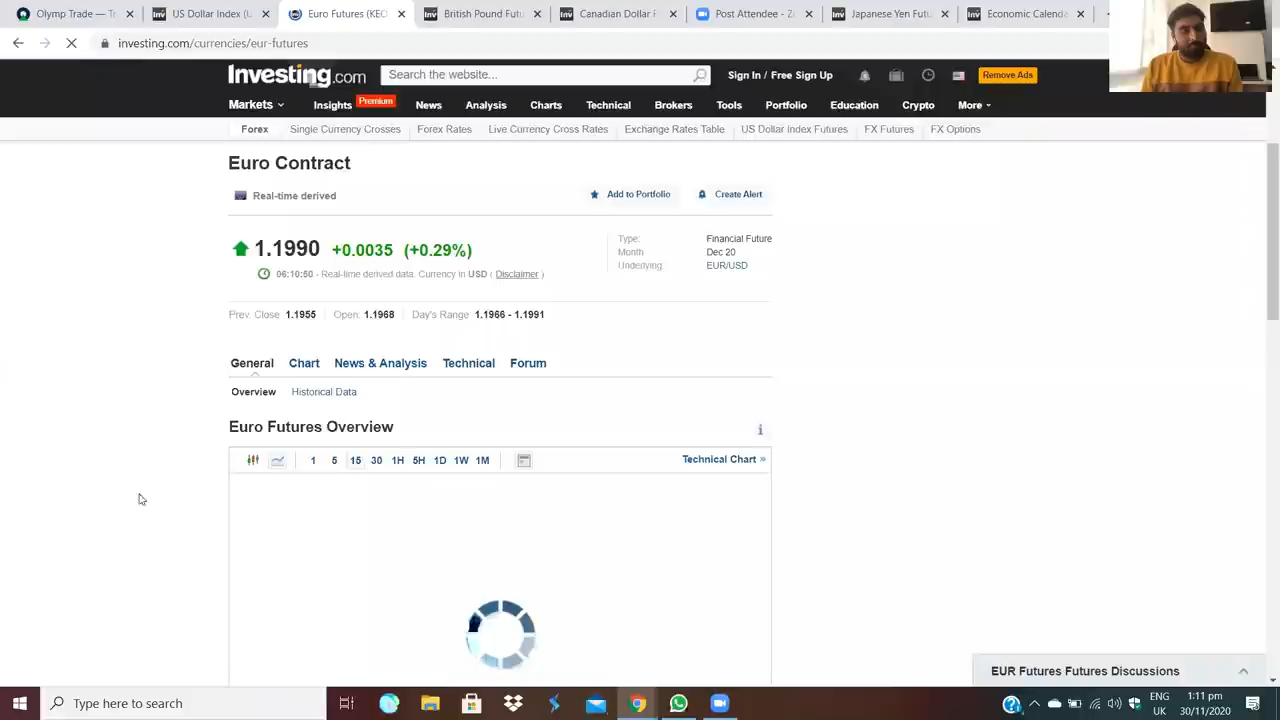 Olymp Trade — Tr
US Dollar Index (U
Euro Futures (KEC
British Pound Futu
Canadian Dollar F
Post Attendee - Z
Japanese Yen Futu
Economic Calenda
investing.com/currencies/eur-futures
Investing.com
Search the website...
Sign In / Free Sign Up
Remove Ads
Markets
Insights
Premium
News
Analysis
Charts
Technical
Brokers
Tools
Portfolio
Education
Crypto
More
Forex
Single Currency Crosses
Forex Rates
Live Currency Cross Rates
Exchange Rates Table
US Dollar Index Futures
FX Futures
FX Options
Euro Contract
Real-time derived
Add to Portfolio
Create Alert
1.1990 +0.0035 (+0.29%)
Type: Financial Future
Month Dec 20
Underlying: EUR/USD
06:10:50 - Real-time derived data. Currency in USD ( Disclaimer )
Prev. Close 1.1955 Open: 1.1968 Day's Range 1.1966 - 1.1991
General Chart News & Analysis Technical Forum
Overview Historical Data
Euro Futures Overview
1 5 15 30 1H 5H 1D 1W 1M
Technical Chart »
EUR Futures Futures Discussions
Type here to search
ENG
UK
1:11 pm
30/11/2020